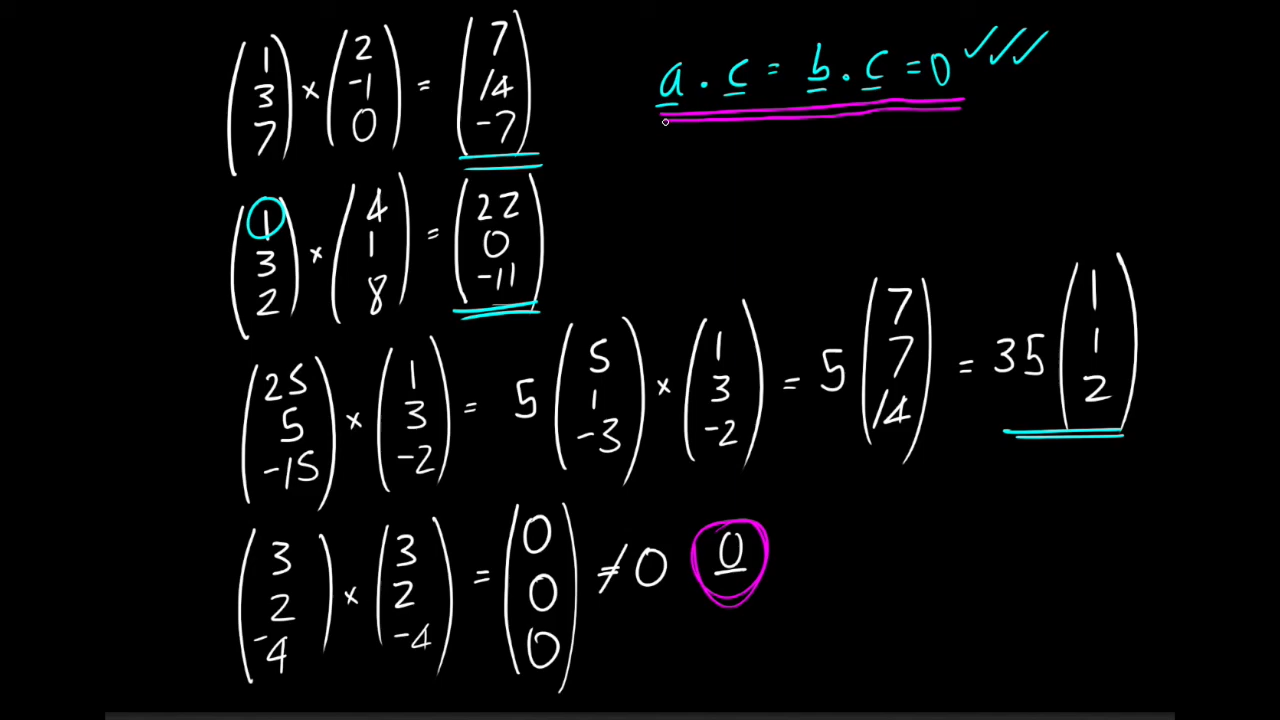 (1 3 7) × (2 -1 0) = (7 14 -7)
a · c = b · c = 0 ✓✓✓
(1 3 2) × (4 1 8) = (22 0 -11)
(25 5 -15) × (1 3 -2) = 5 (5 1 -3) × (1 3 -2) = 5 (7 7 14) = 35 (1 1 2)
(3 2 -4) × (3 2 -4) = (0 0 0) ≠ 0 0